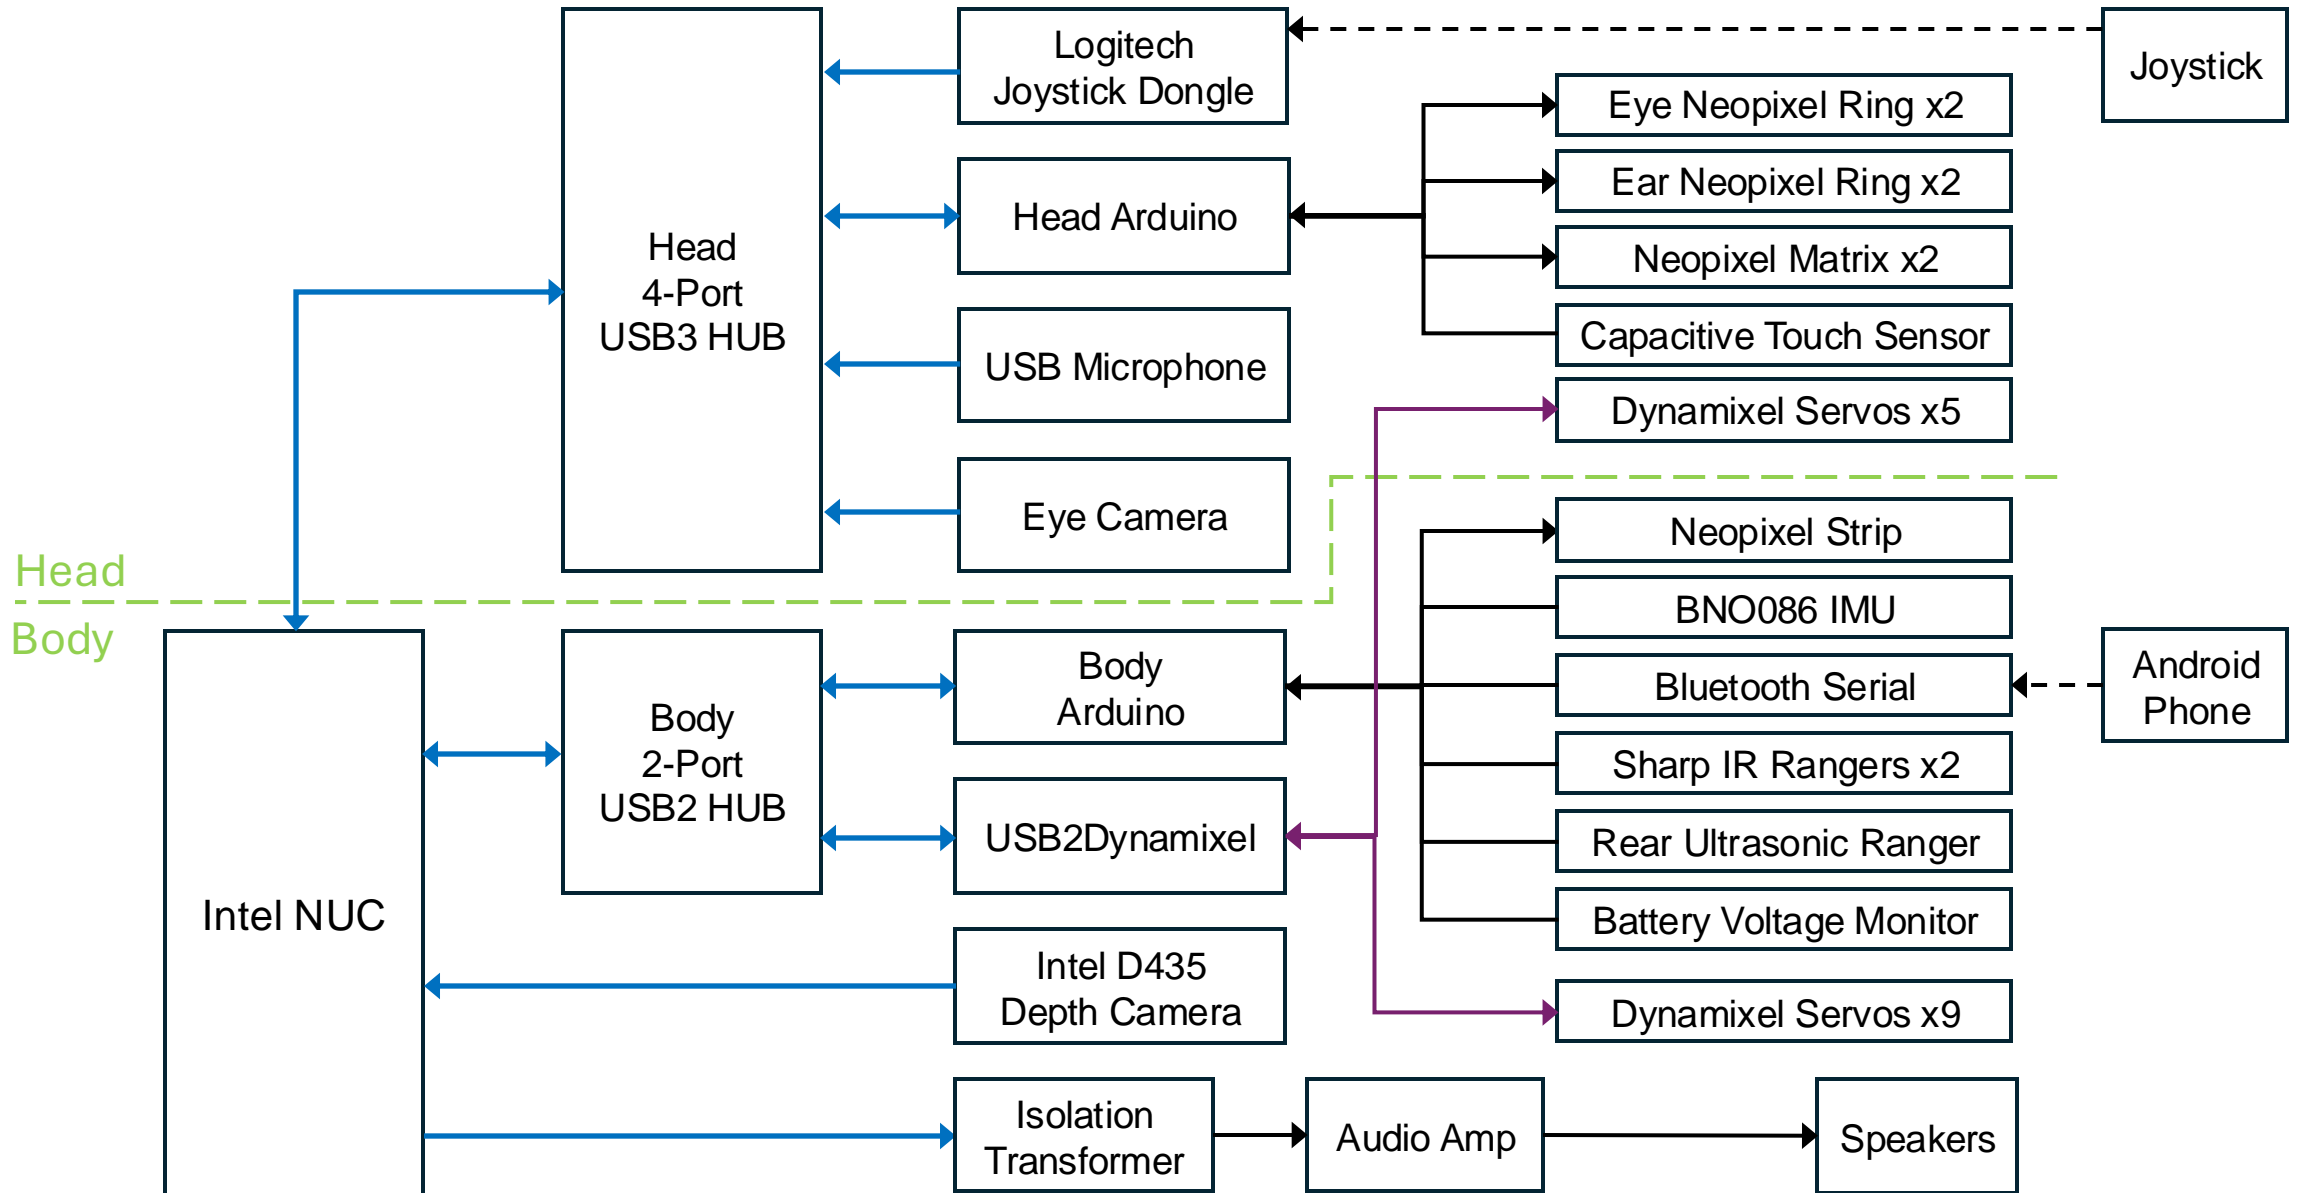 Logitech
Joystick Dongle
Joystick
Eye Neopixel Ring x2
Ear Neopixel Ring x2
Head Arduino
Neopixel Matrix x2
Head
4-Port
USB3 HUB
Capacitive Touch Sensor
USB Microphone
Dynamixel Servos x5
Eye Camera
Head
Body
Neopixel Strip
BNO086 IMU
Body
Arduino
Bluetooth Serial
Android
Phone
Body
2-Port
USB2 HUB
Sharp IR Rangers x2
USB2Dynamixel
Rear Ultrasonic Ranger
Intel NUC
Battery Voltage Monitor
Intel D435
Depth Camera
Dynamixel Servos x9
Isolation
Transformer
Audio Amp
Speakers